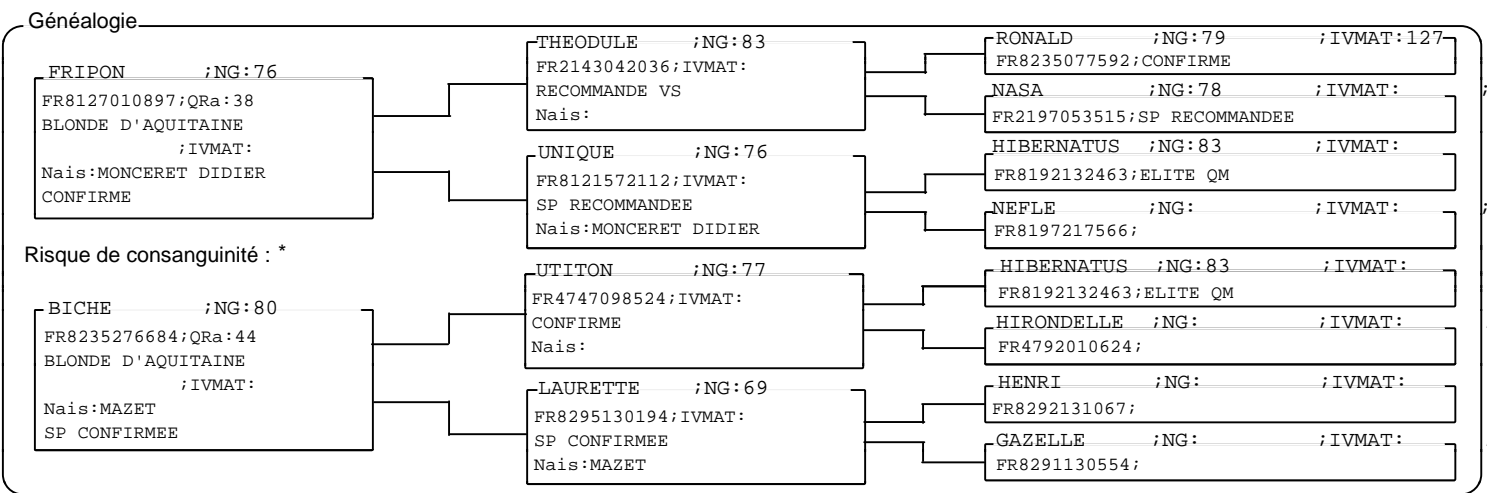 Généalogie
FRIPON ;NG:76
FR8127010897;QRa:38
BLONDE D'AQUITAINE
;IVMAT:
Nais:MONCERET DIDIER
CONFIRME
Risque de consanguinité : *
BICHE ;NG:80
FR8235276684;QRa:44
BLONDE D'AQUITAINE
;IVMAT:
Nais:MAZET
SP CONFIRMEE
THEODULE ;NG:83
FR2143042036;IVMAT:
RECOMMANDE VS
Nais:
UNIQUE ;NG:76
FR8121572112;IVMAT:
SP RECOMMANDEE
Nais:MONCERET DIDIER
UTITON ;NG:77
FR4747098524;IVMAT:
CONFIRME
Nais:
LAURETTE ;NG:69
FR8295130194;IVMAT:
SP CONFIRMEE
Nais:MAZET
RONALD ;NG:79 ;IVMAT:127
FR8235077592;CONFIRME
NASA ;NG:78 ;IVMAT: ;
FR2197053515;SP RECOMMANDEE
HIBERNATUS ;NG:83 ;IVMAT:
FR8192132463;ELITE QM
NEFLE ;NG: ;IVMAT: ;
FR8197217566;
HIBERNATUS ;NG:83 ;IVMAT:
FR8192132463;ELITE QM
HIRONDELLE ;NG: ;IVMAT:
FR4792010624;
HENRI ;NG: ;IVMAT:
FR8292131067;
GAZELLE ;NG: ;IVMAT:
FR8291130554;